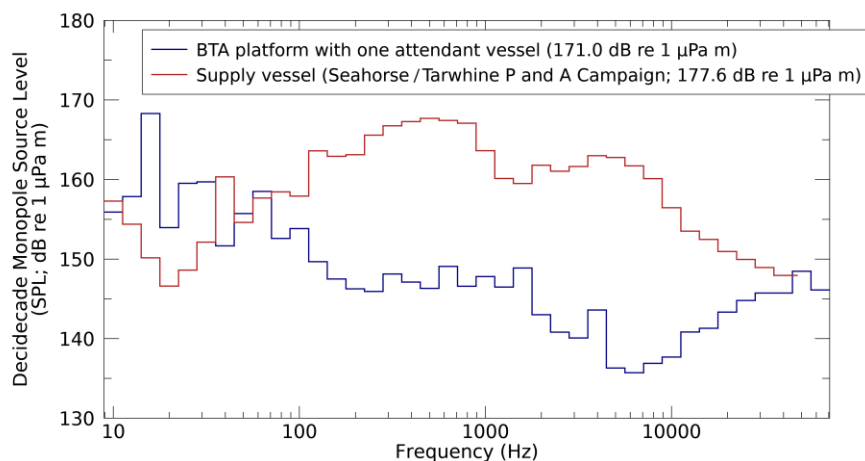 180
170
160
150
140
130
Decidecade Monopole Source Level
(SPL; dB re 1 µPa m)
BTA platform with one attendant vessel (171.0 dB re 1 µPa m)
Supply vessel (Seahorse/Tarwhine P and A Campaign; 177.6 dB re 1 µPa m)
10
100
1000
10000
Frequency (Hz)